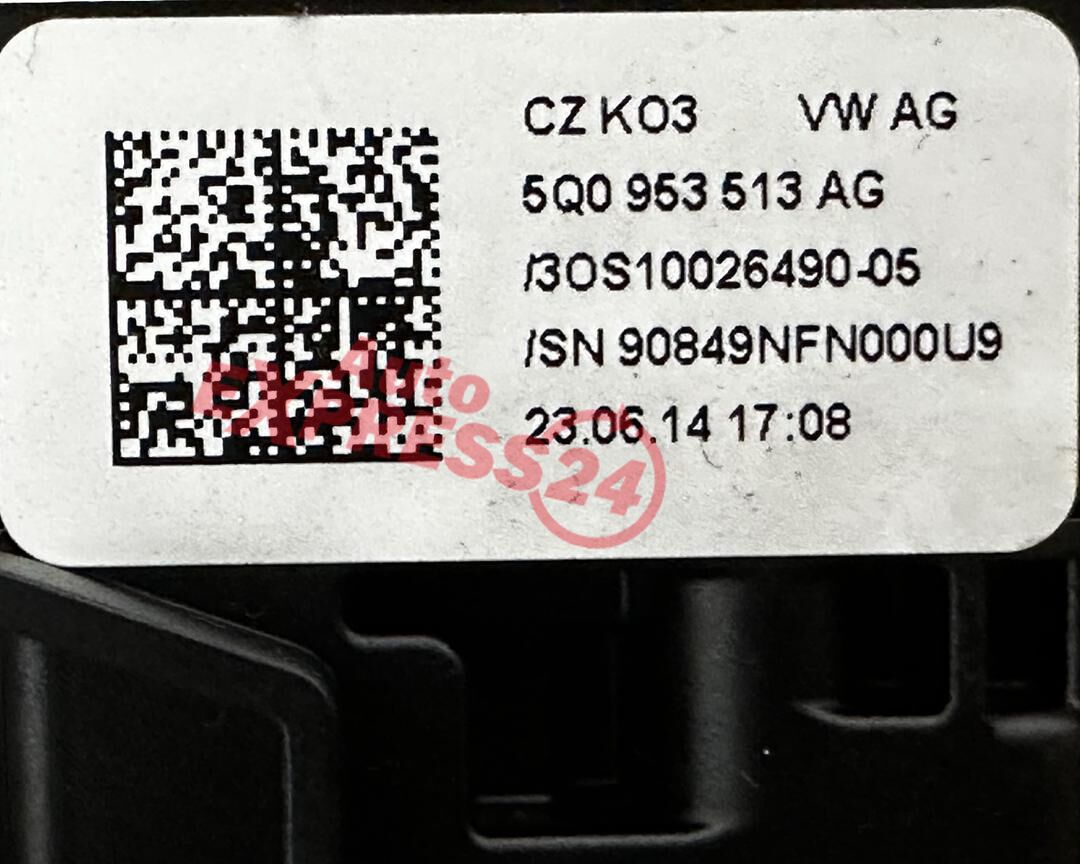 CZ KO3 VW AG
5Q0 953 513 AG
/3OS10026490-05
/SN 90849NFN000U9
23.06.14 17:08
Auto
EXPRESS24